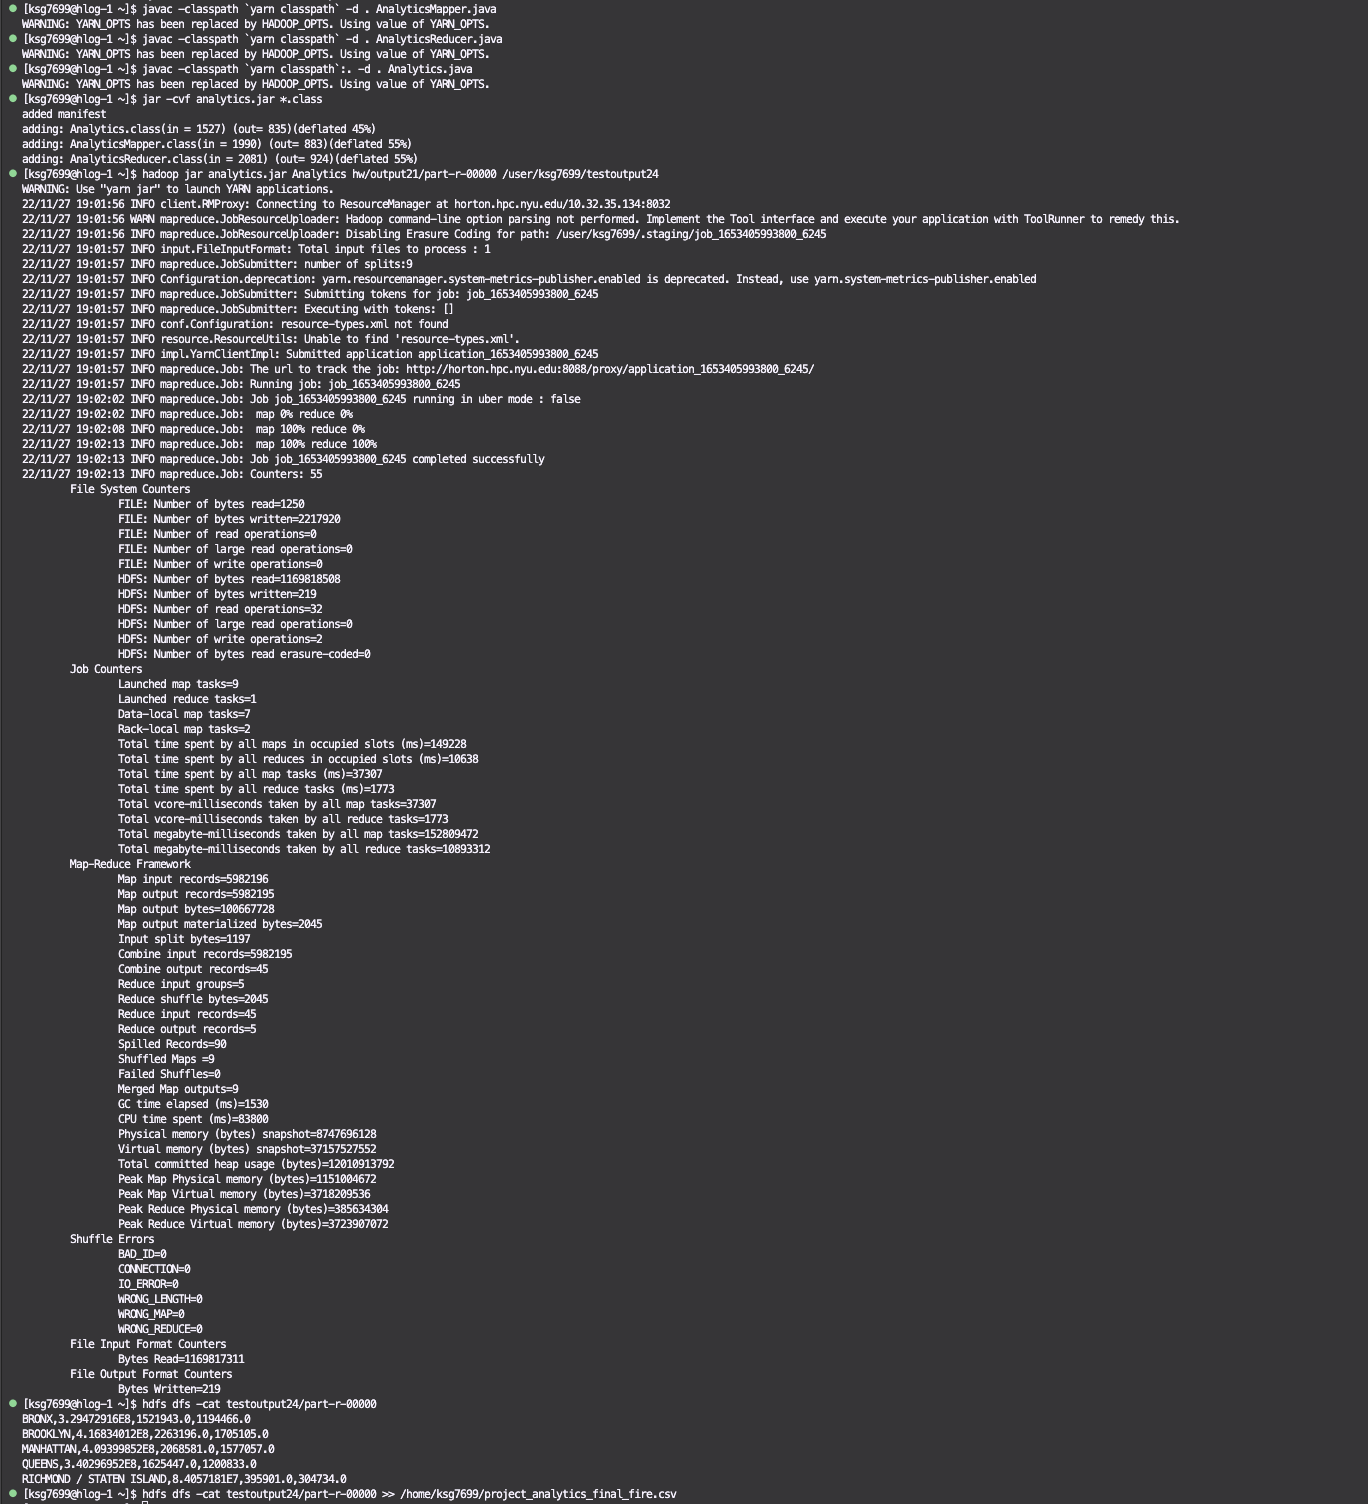 [ksg7699@hlog-1 ~]$ javac -classpath `yarn classpath` -d . AnalyticsMapper.java
WARNING: YARN_OPTS has been replaced by HADOOP_OPTS. Using value of YARN_OPTS.
[ksg7699@hlog-1 ~]$ javac -classpath `yarn classpath` -d . AnalyticsReducer.java
WARNING: YARN_OPTS has been replaced by HADOOP_OPTS. Using value of YARN_OPTS.
[ksg7699@hlog-1 ~]$ javac -classpath `yarn classpath`:. -d . Analytics.java
WARNING: YARN_OPTS has been replaced by HADOOP_OPTS. Using value of YARN_OPTS.
[ksg7699@hlog-1 ~]$ jar -cvf analytics.jar *.class
added manifest
adding: Analytics.class(in = 1527) (out= 835)(deflated 45%)
adding: AnalyticsMapper.class(in = 1990) (out= 883)(deflated 55%)
adding: AnalyticsReducer.class(in = 2081) (out= 924)(deflated 55%)
[ksg7699@hlog-1 ~]$ hadoop jar analytics.jar Analytics hw/output21/part-r-00000 /user/ksg7699/testoutput24
WARNING: Use "yarn jar" to launch YARN applications.
22/11/27 19:01:56 INFO client.RMProxy: Connecting to ResourceManager at horton.hpc.nyu.edu/10.32.35.134:8032
22/11/27 19:01:56 WARN mapreduce.JobResourceUploader: Hadoop command-line option parsing not performed. Implement the Tool interface and execute your application with ToolRunner to remedy this.
22/11/27 19:01:56 INFO mapreduce.JobResourceUploader: Disabling Erasure Coding for path: /user/ksg7699/.staging/job_1653405993800_6245
22/11/27 19:01:57 INFO input.FileInputFormat: Total input files to process : 1
22/11/27 19:01:57 INFO mapreduce.JobSubmitter: number of splits:9
22/11/27 19:01:57 INFO Configuration.deprecation: yarn.resourcemanager.system-metrics-publisher.enabled is deprecated. Instead, use yarn.system-metrics-publisher.enabled
22/11/27 19:01:57 INFO mapreduce.JobSubmitter: Submitting tokens for job: job_1653405993800_6245
22/11/27 19:01:57 INFO mapreduce.JobSubmitter: Executing with tokens: []
22/11/27 19:01:57 INFO conf.Configuration: resource-types.xml not found
22/11/27 19:01:57 INFO resource.ResourceUtils: Unable to find 'resource-types.xml'.
22/11/27 19:01:57 INFO impl.YarnClientImpl: Submitted application application_1653405993800_6245
22/11/27 19:01:57 INFO mapreduce.Job: The url to track the job: http://horton.hpc.nyu.edu:8088/proxy/application_1653405993800_6245/
22/11/27 19:01:57 INFO mapreduce.Job: Running job: job_1653405993800_6245
22/11/27 19:02:02 INFO mapreduce.Job: Job job_1653405993800_6245 running in uber mode : false
22/11/27 19:02:02 INFO mapreduce.Job:  map 0% reduce 0%
22/11/27 19:02:08 INFO mapreduce.Job:  map 100% reduce 0%
22/11/27 19:02:13 INFO mapreduce.Job:  map 100% reduce 100%
22/11/27 19:02:13 INFO mapreduce.Job: Job job_1653405993800_6245 completed successfully
22/11/27 19:02:13 INFO mapreduce.Job: Counters: 55
File System Counters
FILE: Number of bytes read=1250
FILE: Number of bytes written=2217920
FILE: Number of read operations=0
FILE: Number of large read operations=0
FILE: Number of write operations=0
HDFS: Number of bytes read=1169818508
HDFS: Number of bytes written=219
HDFS: Number of read operations=32
HDFS: Number of large read operations=0
HDFS: Number of write operations=2
HDFS: Number of bytes read erasure-coded=0
Job Counters
Launched map tasks=9
Launched reduce tasks=1
Data-local map tasks=7
Rack-local map tasks=2
Total time spent by all maps in occupied slots (ms)=149228
Total time spent by all reduces in occupied slots (ms)=10638
Total time spent by all map tasks (ms)=37307
Total time spent by all reduce tasks (ms)=1773
Total vcore-milliseconds taken by all map tasks=37307
Total vcore-milliseconds taken by all reduce tasks=1773
Total megabyte-milliseconds taken by all map tasks=152809472
Total megabyte-milliseconds taken by all reduce tasks=10893312
Map-Reduce Framework
Map input records=5982196
Map output records=5982195
Map output bytes=100667728
Map output materialized bytes=2045
Input split bytes=1197
Combine input records=5982195
Combine output records=45
Reduce input groups=5
Reduce shuffle bytes=2045
Reduce input records=45
Reduce output records=5
Spilled Records=90
Shuffled Maps =9
Failed Shuffles=0
Merged Map outputs=9
GC time elapsed (ms)=1530
CPU time spent (ms)=83800
Physical memory (bytes) snapshot=8747696128
Virtual memory (bytes) snapshot=37157527552
Total committed heap usage (bytes)=12010913792
Peak Map Physical memory (bytes)=1151004672
Peak Map Virtual memory (bytes)=3718209536
Peak Reduce Physical memory (bytes)=385634304
Peak Reduce Virtual memory (bytes)=3723907072
Shuffle Errors
BAD_ID=0
CONNECTION=0
IO_ERROR=0
WRONG_LENGTH=0
WRONG_MAP=0
WRONG_REDUCE=0
File Input Format Counters
Bytes Read=1169817311
File Output Format Counters
Bytes Written=219
[ksg7699@hlog-1 ~]$ hdfs dfs -cat testoutput24/part-r-00000
BRONX,3.29472916E8,1521943.0,1194466.0
BROOKLYN,4.16834012E8,2263196.0,1705105.0
MANHATTAN,4.09399852E8,2068581.0,1577057.0
QUEENS,3.40296952E8,1625447.0,1200833.0
RICHMOND / STATEN ISLAND,8.4057181E7,395901.0,304734.0
[ksg7699@hlog-1 ~]$ hdfs dfs -cat testoutput24/part-r-00000 >> /home/ksg7699/project_analytics_final_fire.csv